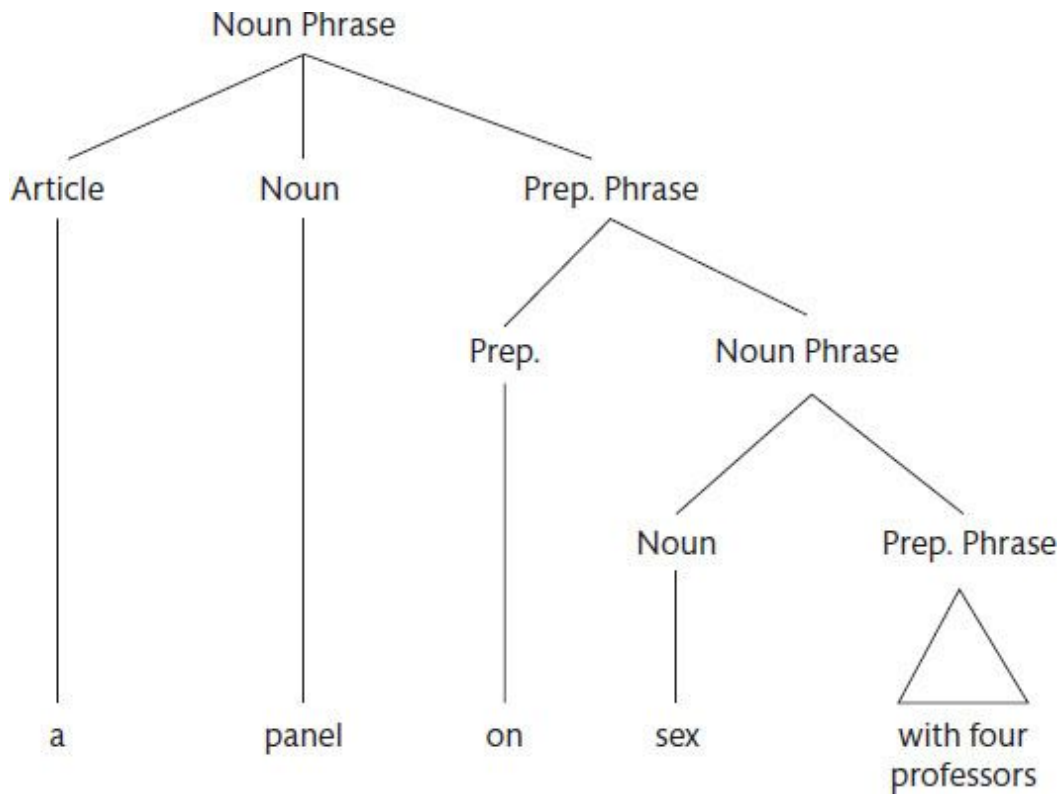 Noun Phrase
Article Noun Prep. Phrase
Prep. Noun Phrase
Noun Prep. Phrase
a panel on sex with four
professors